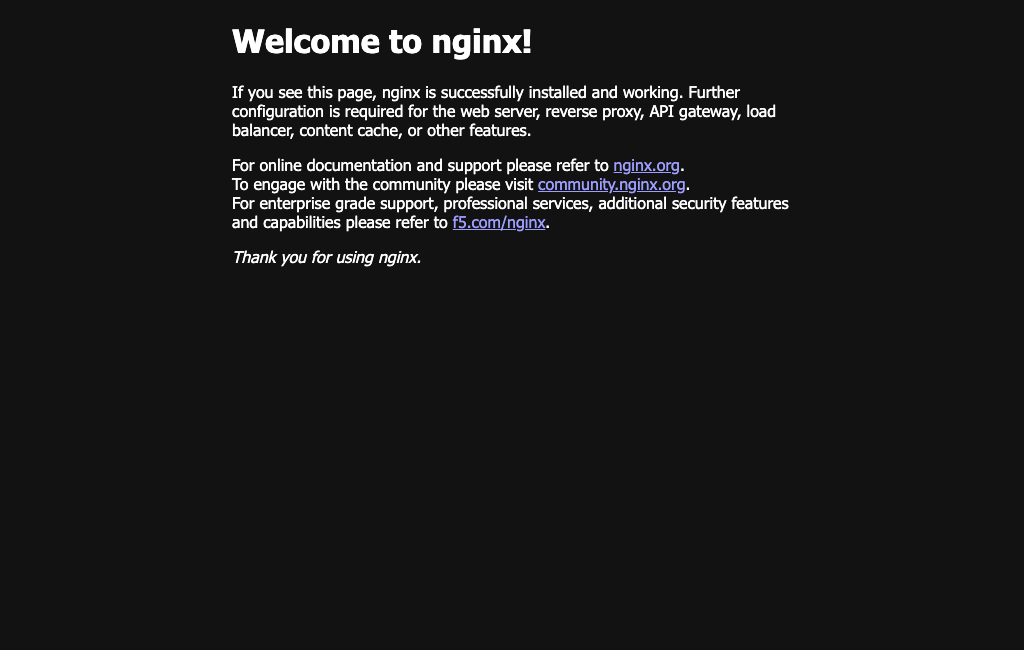 Welcome to nginx!
If you see this page, nginx is successfully installed and working. Further
configuration is required for the web server, reverse proxy, API gateway, load
balancer, content cache, or other features.
For online documentation and support please refer to nginx.org.
To engage with the community please visit community.nginx.org.
For enterprise grade support, professional services, additional security features
and capabilities please refer to f5.com/nginx.
Thank you for using nginx.